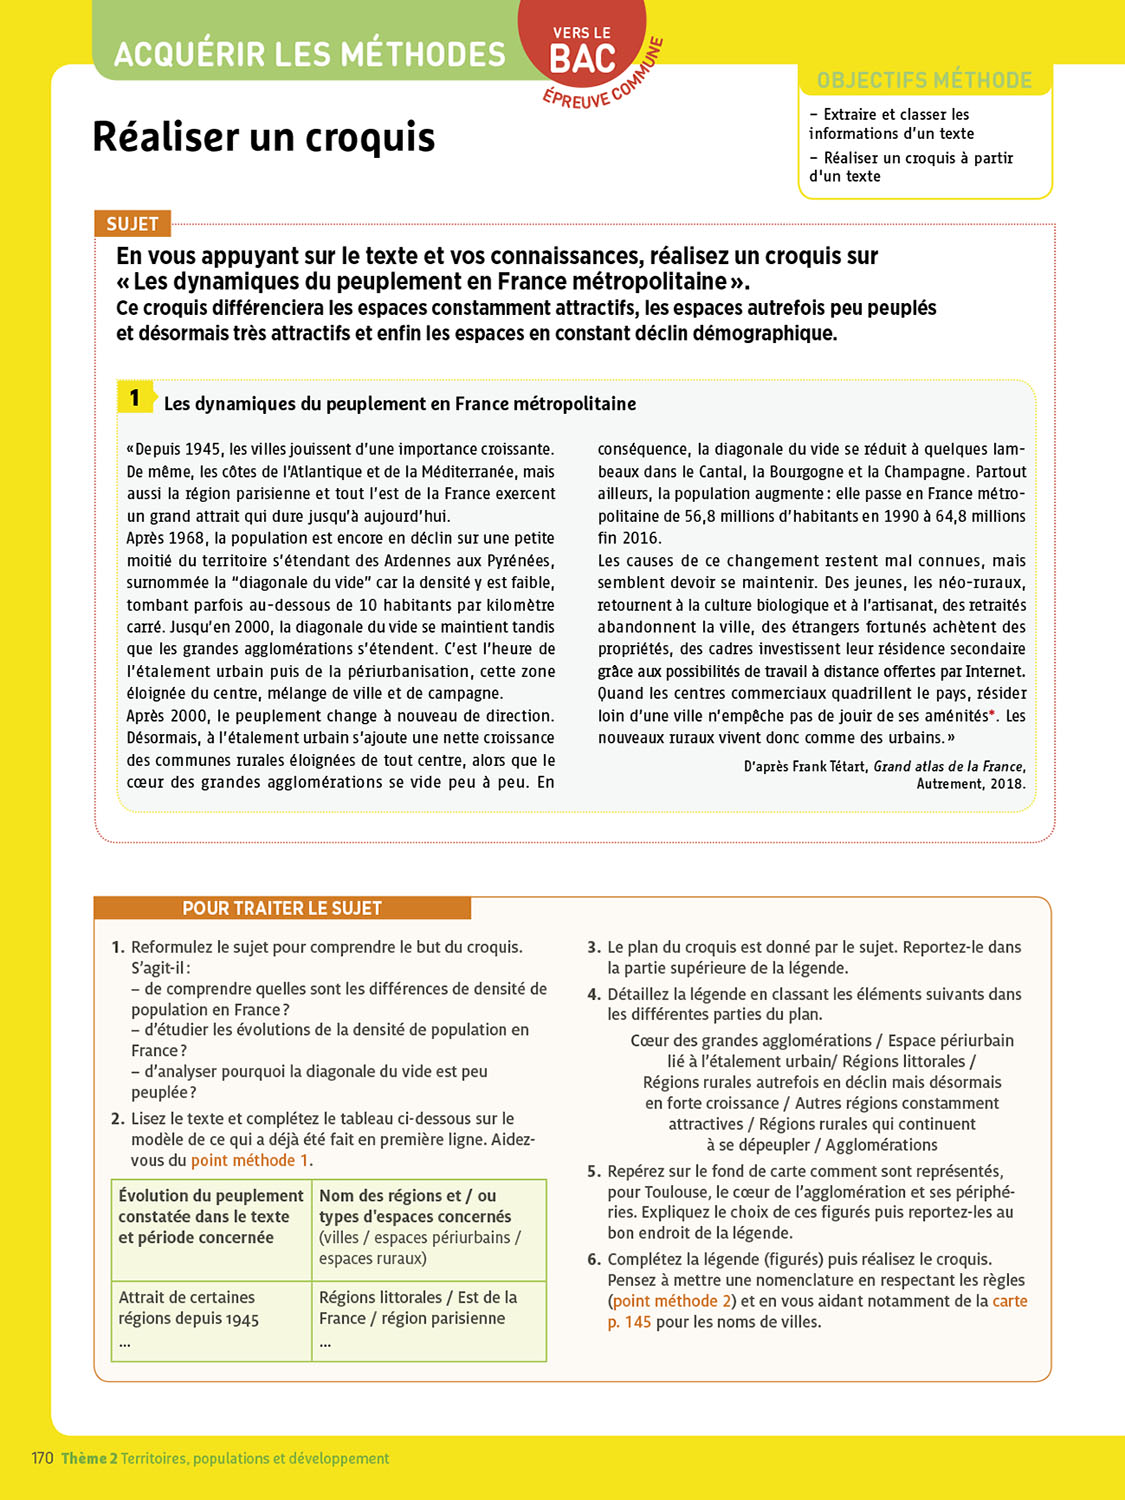 ACQUÉRIR LES MÉTHODES
VERS LE
BAC
ÉPREUVE COMMUNE
OBJECTIFS MÉTHODE
– Extraire et classer les
informations d'un texte
– Réaliser un croquis à partir
d'un texte
Réaliser un croquis
SUJET
En vous appuyant sur le texte et vos connaissances, réalisez un croquis sur
« Les dynamiques du peuplement en France métropolitaine ».
Ce croquis différenciera les espaces constamment attractifs, les espaces autrefois peu peuplés
et désormais très attractifs et enfin les espaces en constant déclin démographique.
1
Les dynamiques du peuplement en France métropolitaine
« Depuis 1945, les villes jouissent d'une importance croissante.
De même, les côtes de l'Atlantique et de la Méditerranée, mais
aussi la région parisienne et tout l'est de la France exercent
un grand attrait qui dure jusqu'à aujourd'hui.
Après 1968, la population est encore en déclin sur une petite
moitié du territoire s'étendant des Ardennes aux Pyrénées,
surnommée la “diagonale du vide” car la densité y est faible,
tombant parfois au-dessous de 10 habitants par kilomètre
carré. Jusqu'en 2000, la diagonale du vide se maintient tandis
que les grandes agglomérations s'étendent. C'est l'heure de
l'étalement urbain puis de la périurbanisation, cette zone
éloignée du centre, mélange de ville et de campagne.
Après 2000, le peuplement change à nouveau de direction.
Désormais, à l'étalement urbain s'ajoute une nette croissance
des communes rurales éloignées de tout centre, alors que le
cœur des grandes agglomérations se vide peu à peu. En
conséquence, la diagonale du vide se réduit à quelques lam-
beaux dans le Cantal, la Bourgogne et la Champagne. Partout
ailleurs, la population augmente : elle passe en France métro-
politaine de 56,8 millions d'habitants en 1990 à 64,8 millions
fin 2016.
Les causes de ce changement restent mal connues, mais
semblent devoir se maintenir. Des jeunes, les néo-ruraux,
retournent à la culture biologique et à l'artisanat, des retraités
abandonnent la ville, des étrangers fortunés achètent des
propriétés, des cadres investissent leur résidence secondaire
grâce aux possibilités de travail à distance offertes par Internet.
Quand les centres commerciaux quadrillent le pays, résider
loin d'une ville n'empêche pas de jouir de ses aménités*. Les
nouveaux ruraux vivent donc comme des urbains. »
D'après Frank Tétart, Grand atlas de la France,
Autrement, 2018.
POUR TRAITER LE SUJET
1. Reformulez le sujet pour comprendre le but du croquis.
S'agit-il :
– de comprendre quelles sont les différences de densité de
population en France ?
– d'étudier les évolutions de la densité de population en
France ?
– d'analyser pourquoi la diagonale du vide est peu
peuplée ?
2. Lisez le texte et complétez le tableau ci-dessous sur le
modèle de ce qui a déjà été fait en première ligne. Aidez-
vous du point méthode 1.
Évolution du peuplement
constatée dans le texte
et période concernée
Nom des régions et / ou
types d'espaces concernés
(villes / espaces périurbains /
espaces ruraux)
Attrait de certaines
régions depuis 1945
...
Régions littorales / Est de la
France / région parisienne
...
3. Le plan du croquis est donné par le sujet. Reportez-le dans
la partie supérieure de la légende.
4. Détaillez la légende en classant les éléments suivants dans
les différentes parties du plan.
Cœur des grandes agglomérations / Espace périurbain
lié à l'étalement urbain/ Régions littorales /
Régions rurales autrefois en déclin mais désormais
en forte croissance / Autres régions constamment
attractives / Régions rurales qui continuent
à se dépeupler / Agglomérations
5. Repérez sur le fond de carte comment sont représentés,
pour Toulouse, le cœur de l'agglomération et ses périphé-
ries. Expliquez le choix de ces figurés puis reportez-les au
bon endroit de la légende.
6. Complétez la légende (figurés) puis réalisez le croquis.
Pensez à mettre une nomenclature en respectant les règles
(point méthode 2) et en vous aidant notamment de la carte
p. 145 pour les noms de villes.
170 Thème 2 Territoires, populations et développement